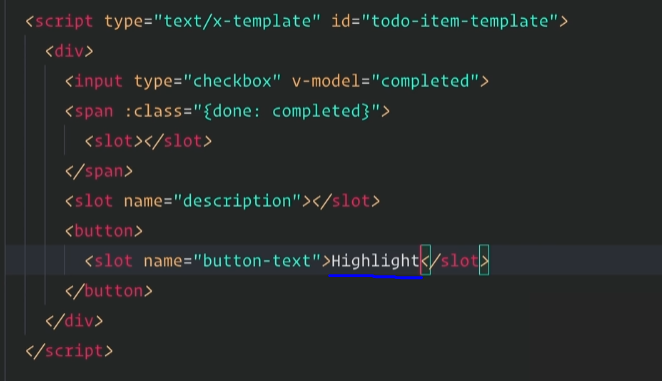 <script type="text/x-template" id="todo-item-template">
<div>
<input type="checkbox" v-model="completed">
<span :class="{done: completed}">
<slot></slot>
</span>
<slot name="description"></slot>
<button>
<slot name="button-text">Highlight</slot>
</button>
</div>
</script>